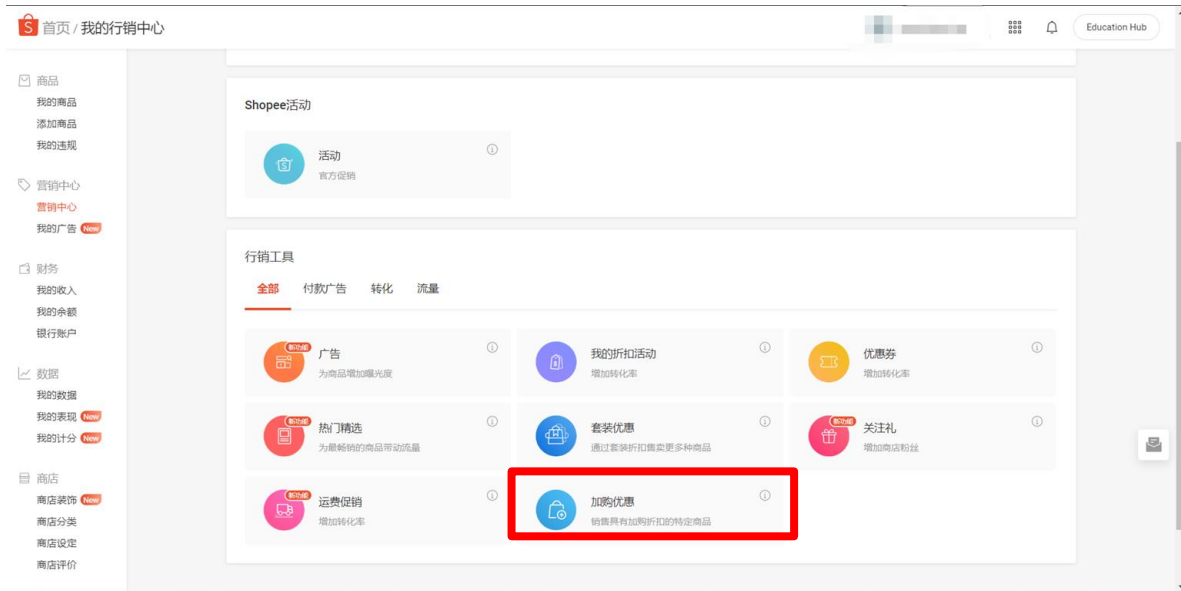 首页 / 我的行销中心
Education Hub
商品
我的商品
添加商品
我的违规
营销中心
营销中心
我的广告 New
财务
我的收入
我的余额
银行账户
数据
我的数据
我的表现 New
我的计分 New
商店
商店装饰 New
商店分类
商店设定
商店评价
Shopee活动
活动
官方促销
行销工具
全部 付款广告 转化 流量
新功能
广告
为商品增加曝光度
我的折扣活动
增加转化率
优惠券
增加转化率
新功能
热门精选
为最畅销的商品带动流量
套装优惠
通过套装折扣售卖更多种商品
新功能
关注礼
增加商店粉丝
新功能
运费促销
增加转化率
加购优惠
销售具有加购折扣的特定商品